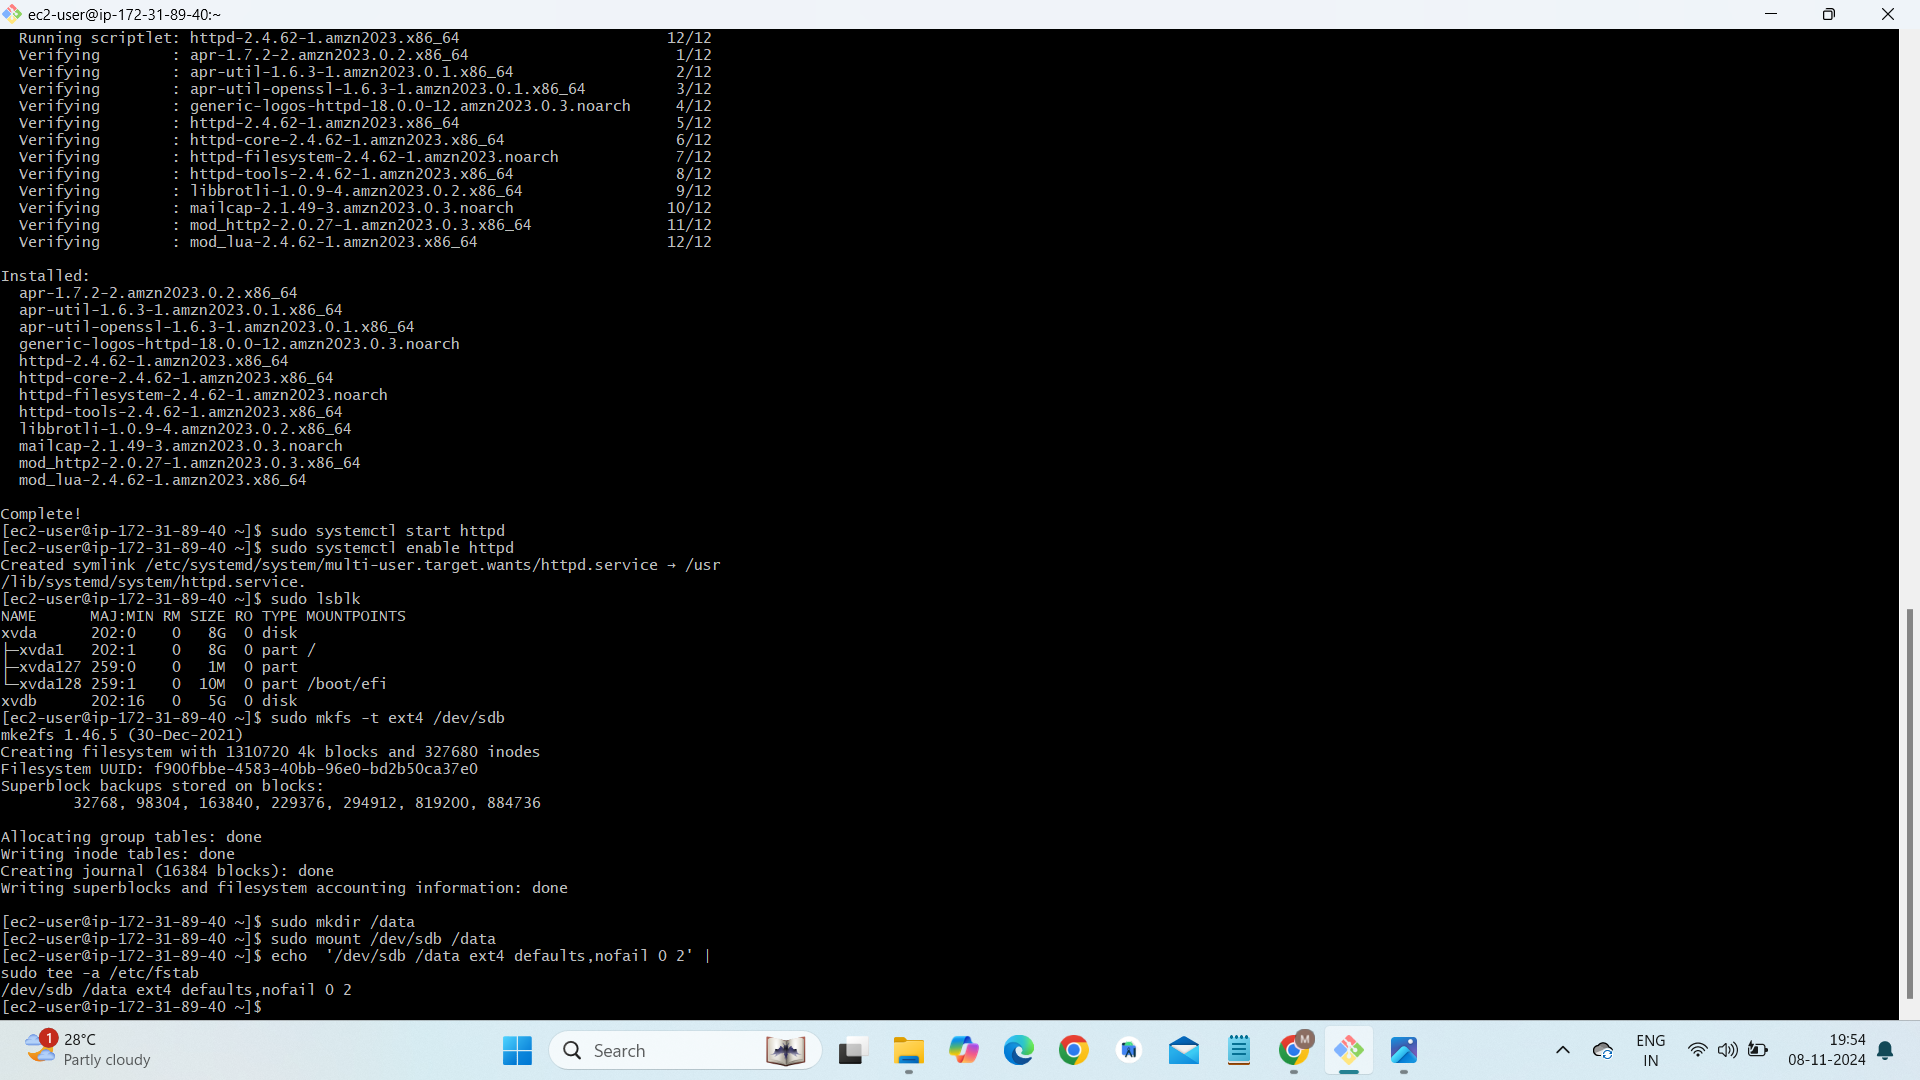 ec2-user@ip-172-31-89-40:~
  Running scriptlet: httpd-2.4.62-1.amzn2023.x86_64                       12/12
  Verifying        : apr-1.7.2-2.amzn2023.0.2.x86_64                       1/12
  Verifying        : apr-util-1.6.3-1.amzn2023.0.1.x86_64                  2/12
  Verifying        : apr-util-openssl-1.6.3-1.amzn2023.0.1.x86_64          3/12
  Verifying        : generic-logos-httpd-18.0.0-12.amzn2023.0.3.noarch     4/12
  Verifying        : httpd-2.4.62-1.amzn2023.x86_64                        5/12
  Verifying        : httpd-core-2.4.62-1.amzn2023.x86_64                   6/12
  Verifying        : httpd-filesystem-2.4.62-1.amzn2023.noarch             7/12
  Verifying        : httpd-tools-2.4.62-1.amzn2023.x86_64                  8/12
  Verifying        : libbrotli-1.0.9-4.amzn2023.0.2.x86_64                 9/12
  Verifying        : mailcap-2.1.49-3.amzn2023.0.3.noarch                 10/12
  Verifying        : mod_http2-2.0.27-1.amzn2023.0.3.x86_64               11/12
  Verifying        : mod_lua-2.4.62-1.amzn2023.x86_64                     12/12
Installed:
  apr-1.7.2-2.amzn2023.0.2.x86_64
  apr-util-1.6.3-1.amzn2023.0.1.x86_64
  apr-util-openssl-1.6.3-1.amzn2023.0.1.x86_64
  generic-logos-httpd-18.0.0-12.amzn2023.0.3.noarch
  httpd-2.4.62-1.amzn2023.x86_64
  httpd-core-2.4.62-1.amzn2023.x86_64
  httpd-filesystem-2.4.62-1.amzn2023.noarch
  httpd-tools-2.4.62-1.amzn2023.x86_64
  libbrotli-1.0.9-4.amzn2023.0.2.x86_64
  mailcap-2.1.49-3.amzn2023.0.3.noarch
  mod_http2-2.0.27-1.amzn2023.0.3.x86_64
  mod_lua-2.4.62-1.amzn2023.x86_64
Complete!
[ec2-user@ip-172-31-89-40 ~]$ sudo systemctl start httpd
[ec2-user@ip-172-31-89-40 ~]$ sudo systemctl enable httpd
Created symlink /etc/systemd/system/multi-user.target.wants/httpd.service → /usr
/lib/systemd/system/httpd.service.
[ec2-user@ip-172-31-89-40 ~]$ sudo lsblk
NAME      MAJ:MIN RM SIZE RO TYPE MOUNTPOINTS
xvda      202:0    0   8G  0 disk
├─xvda1   202:1    0   8G  0 part /
├─xvda127 259:0    0   1M  0 part
└─xvda128 259:1    0  10M  0 part /boot/efi
xvdb      202:16   0   5G  0 disk
[ec2-user@ip-172-31-89-40 ~]$ sudo mkfs -t ext4 /dev/sdb
mke2fs 1.46.5 (30-Dec-2021)
Creating filesystem with 1310720 4k blocks and 327680 inodes
Filesystem UUID: f900fbbe-4583-40bb-96e0-bd2b50ca37e0
Superblock backups stored on blocks:
        32768, 98304, 163840, 229376, 294912, 819200, 884736
Allocating group tables: done
Writing inode tables: done
Creating journal (16384 blocks): done
Writing superblocks and filesystem accounting information: done
[ec2-user@ip-172-31-89-40 ~]$ sudo mkdir /data
[ec2-user@ip-172-31-89-40 ~]$ sudo mount /dev/sdb /data
[ec2-user@ip-172-31-89-40 ~]$ echo  '/dev/sdb /data ext4 defaults,nofail 0 2' |
sudo tee -a /etc/fstab
/dev/sdb /data ext4 defaults,nofail 0 2
[ec2-user@ip-172-31-89-40 ~]$
1
28°C
Partly cloudy
Search
M
ENG
IN
19:54
08-11-2024